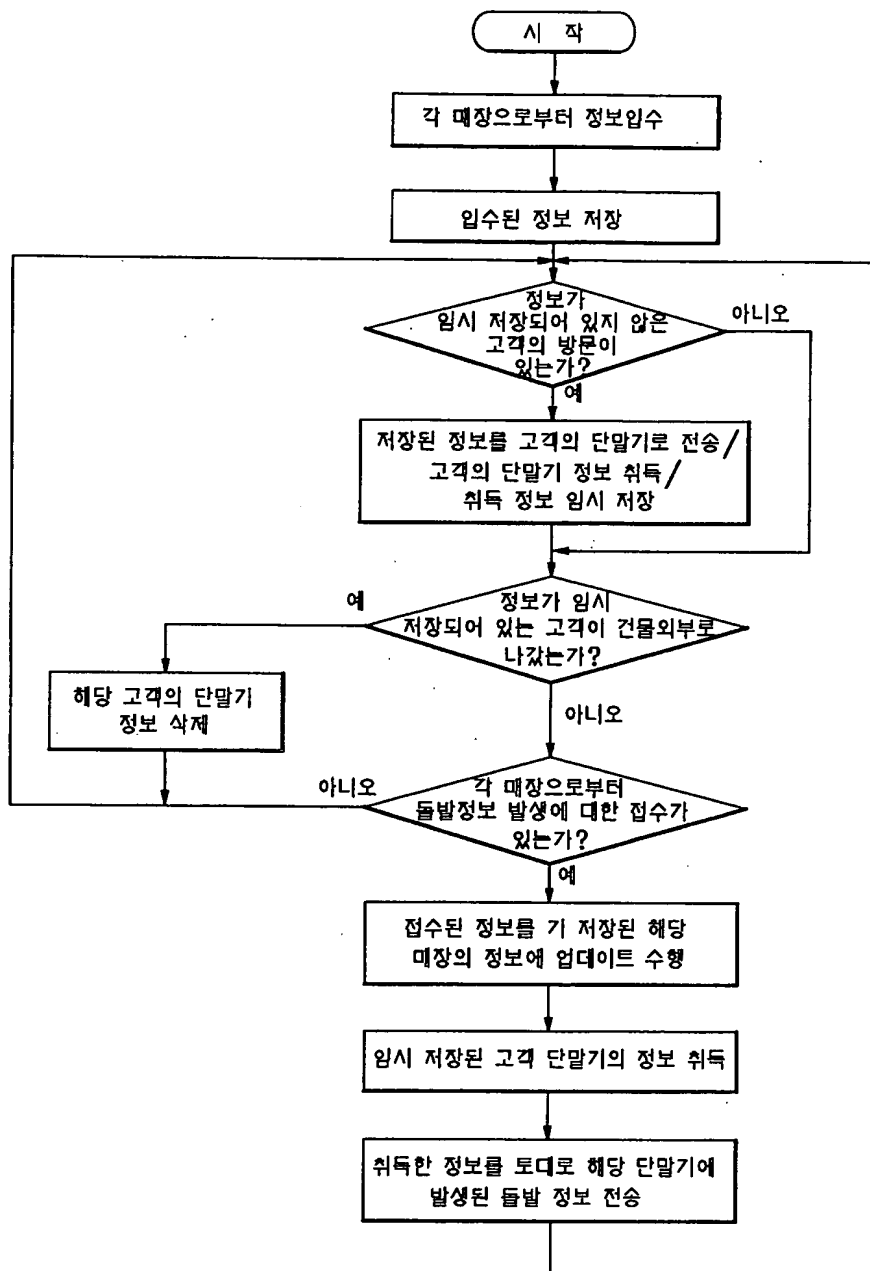 시 작
각 매장으로부터 정보입수
입수된 정보 저장
정보가
임시 저장되어 있지 않은
고객의 방문이
있는가?
아니오
예
저장된 정보를 고객의 단말기로 전송/
고객의 단말기 정보 취득/
취득 정보 임시 저장
정보가 임시
저장되어 있는 고객이 건물외부로
나갔는가?
예
아니오
해당 고객의 단말기
정보 삭제
각 매장으로부터
돌발정보 발생에 대한 접수가
있는가?
아니오
예
접수된 정보를 기 저장된 해당
매장의 정보에 업데이트 수행
임시 저장된 고객 단말기의 정보 취득
취득한 정보를 토대로 해당 단말기에
발생된 돌발 정보 전송